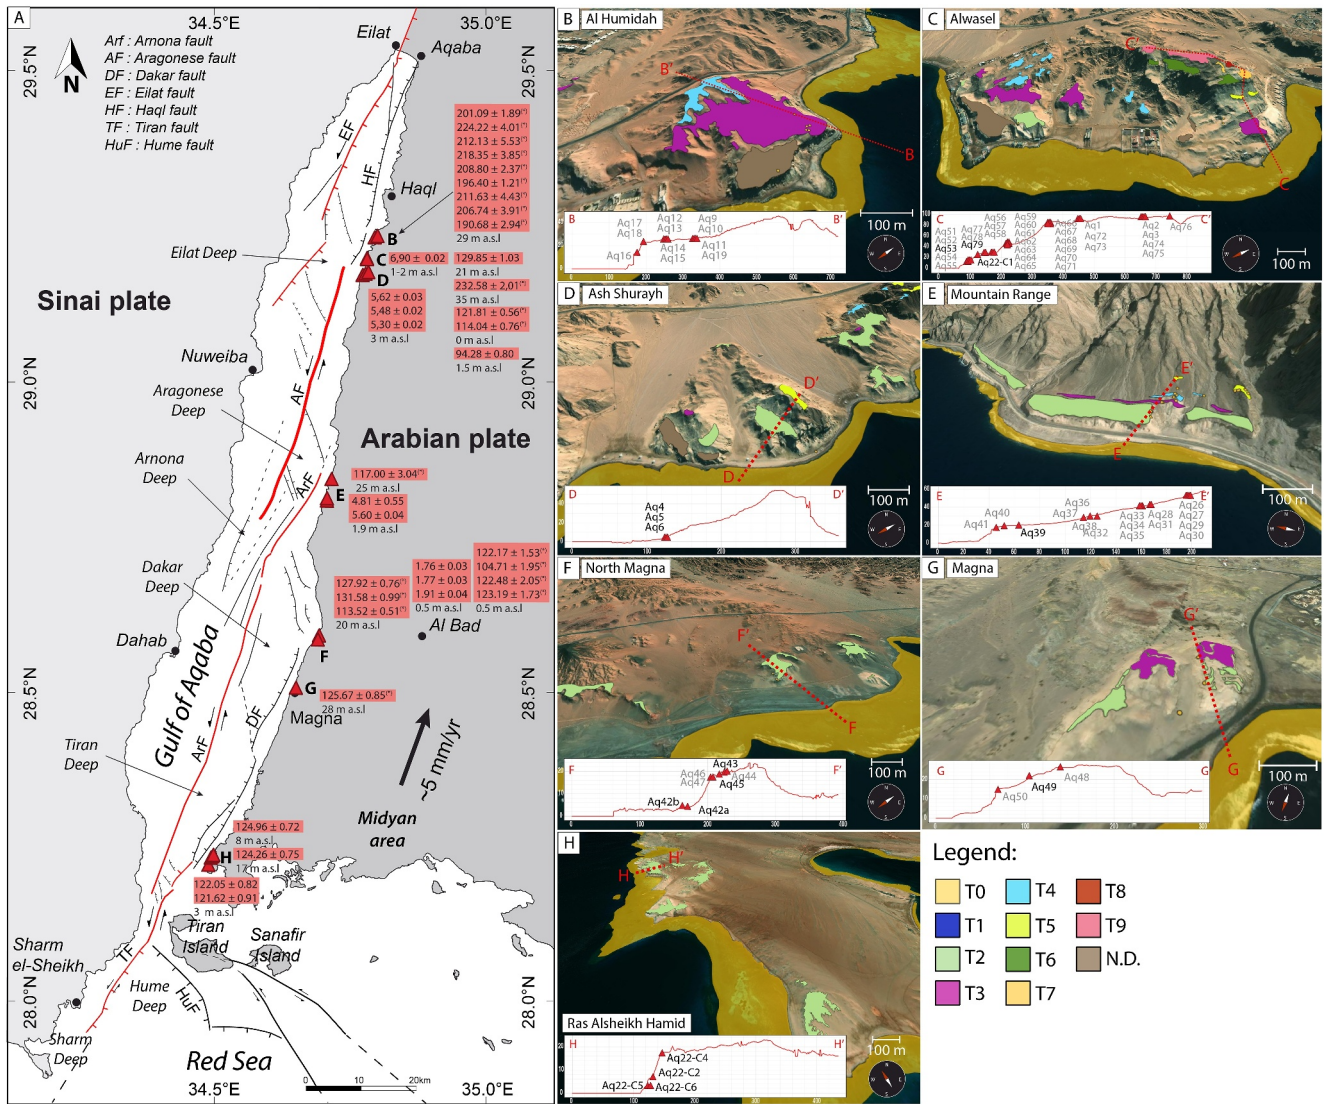 A
34.5°E
35.0°E
Arf : Arnona fault
AF : Aragonese fault
DF : Dakar fault
EF : Eilat fault
HF : Haql fault
TF : Tiran fault
HuF : Hume fault
N
Eilat
Aqaba
29.5°N
29.5°N
EF
HF
Haql
201.09 ± 1.89(*)
224.22 ± 4.01(*)
212.13 ± 5.53(*)
218.35 ± 3.85(*)
208.80 ± 2.37(*)
196.40 ± 1.21(*)
211.63 ± 4.43(*)
206.74 ± 3.91(*)
190.68 ± 2.94(*)
29 m a.s.l
B
C
D
6,90 ± 0.02
1-2 m a.s.l
129.85 ± 1.03
21 m a.s.l
232.58 ± 2,01(*)
35 m a.s.l
121.81 ± 0.56(*)
114.04 ± 0.76(*)
0 m a.s.l
94.28 ± 0.80
1.5 m a.s.l
5,62 ± 0.03
5,48 ± 0.02
5,30 ± 0.02
3 m a.s.l
Eilat Deep
Sinai plate
Nuweiba
29.0°N
29.0°N
Aragonese
Deep
AF
Arabian plate
Arnona
Deep
ArF
117.00 ± 3.04(*)
25 m a.s.l
E
4.81 ± 0.55
5.60 ± 0.04
1.9 m a.s.l
Dakar
Deep
127.92 ± 0.76(*)
131.58 ± 0.99(*)
113.52 ± 0.51(*)
20 m a.s.l
1.76 ± 0.03
1.77 ± 0.03
1.91 ± 0.04
0.5 m a.s.l
122.17 ± 1.53(*)
104.71 ± 1.95(*)
122.48 ± 2.05(*)
123.19 ± 1.73(*)
0.5 m a.s.l
Al Bad
Dahab
F
G
125.67 ± 0.85(*)
28 m a.s.l
Magna
28.5°N
28.5°N
Gulf of Aqaba
DF
ArF
Tiran
Deep
~5 mm/yr
Midyan
area
124.96 ± 0.72
8 m a.s.l
H
124.26 ± 0.75
17 m a.s.l
122.05 ± 0.82
121.62 ± 0.91
3 m a.s.l
Tiran
Island
Sanafir
Island
Sharm
el-Sheikh
TF
Hume
Deep
HuF
28.0°N
28.0°N
Sharm
Deep
Red Sea
0 10 20km
34.5°E
35.0°E
B Al Humidah
B'
B
100 m
B B'
Aq17
Aq18
Aq16
Aq12
Aq13
Aq14
Aq15
Aq9
Aq10
Aq11
Aq19
C Alwasel
C'
C
100 m
C C'
Aq51
Aq52
Aq53
Aq54
Aq55
Aq77
Aq78
Aq79
Aq22-C1
Aq56
Aq57
Aq58
Aq59
Aq60
Aq61
Aq62
Aq63
Aq64
Aq65
Aq66
Aq67
Aq68
Aq69
Aq70
Aq71
Aq1
Aq72
Aq73
Aq2
Aq3
Aq74
Aq75
Aq76
D Ash Shurayh
D'
D
100 m
D D'
Aq4
Aq5
Aq6
E Mountain Range
E'
E
100 m
E E'
Aq41
Aq40
Aq39
Aq36
Aq37
Aq38
Aq32
Aq33
Aq34
Aq35
Aq28
Aq31
Aq26
Aq27
Aq29
Aq30
F North Magna
F'
F
100 m
F F'
Aq42b
Aq42a
Aq46
Aq47
Aq43
Aq44
Aq45
G Magna
G'
G
100 m
G G
Aq50
Aq49
Aq48
H
H
H'
Ras Alsheikh Hamid
100 m
H H'
Aq22-C4
Aq22-C2
Aq22-C5
Aq22-C6
Legend:
T0 T4 T8
T1 T5 T9
T2 T6 N.D.
T3 T7